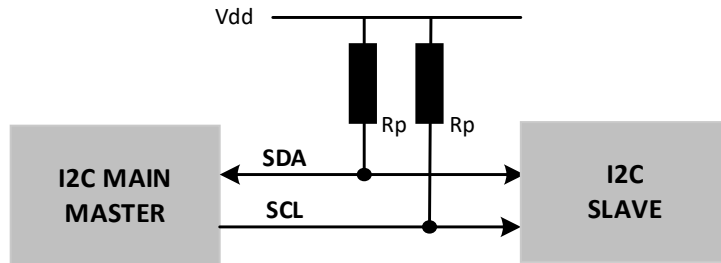 Vdd
Rp
Rp
SDA
I2C MAIN
MASTER
SCL
I2C
SLAVE